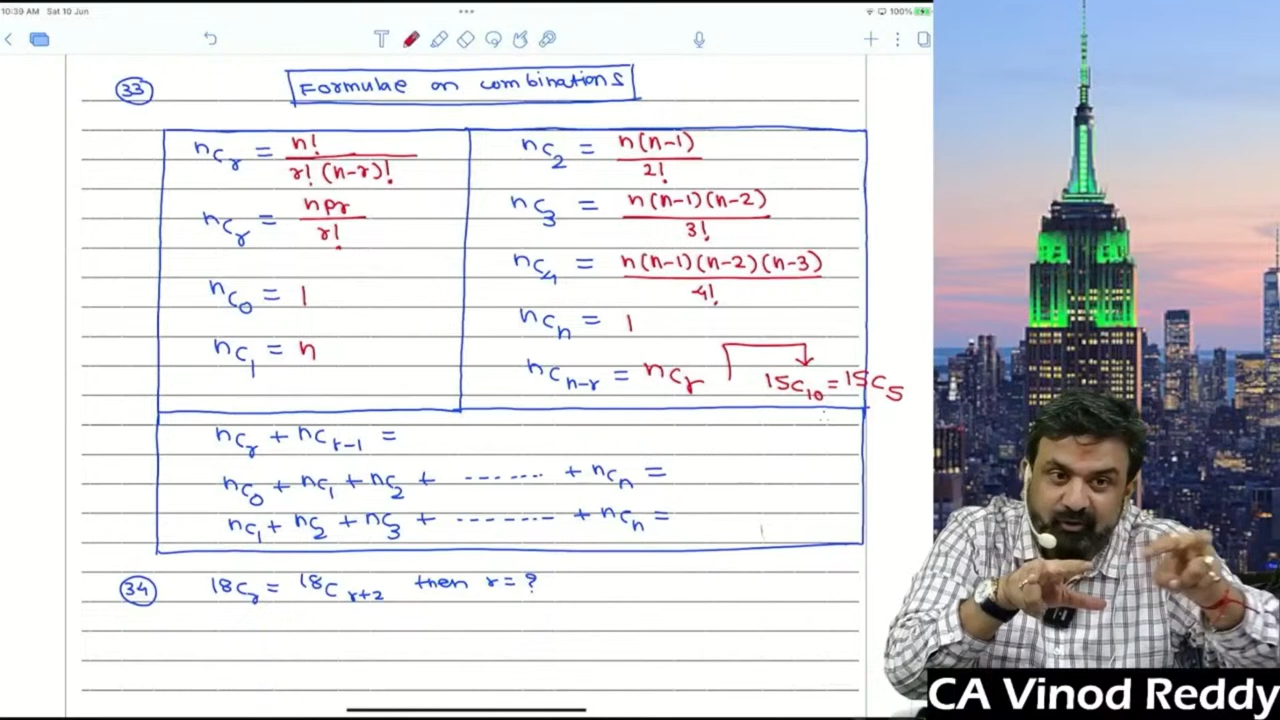 10:39 AM Sat 10 Jun
100%
T
33
Formulae on combinations
nCr = n! / r! (n-r)!
nCr = nPr / r!
nC0 = 1
nC1 = n
nC2 = n(n-1) / 2!
nC3 = n(n-1)(n-2) / 3!
nC4 = n(n-1)(n-2)(n-3) / 4!
nCn = 1
nCn-r = nCr 15C10 = 15C5
nCr + nCr-1 =
nC0 + nC1 + nC2 + ....... + nCn =
nC1 + nC2 + nC3 + ........ + nCn =
34 18Cr = 18C r+2 then r = ?
CA Vinod Reddy